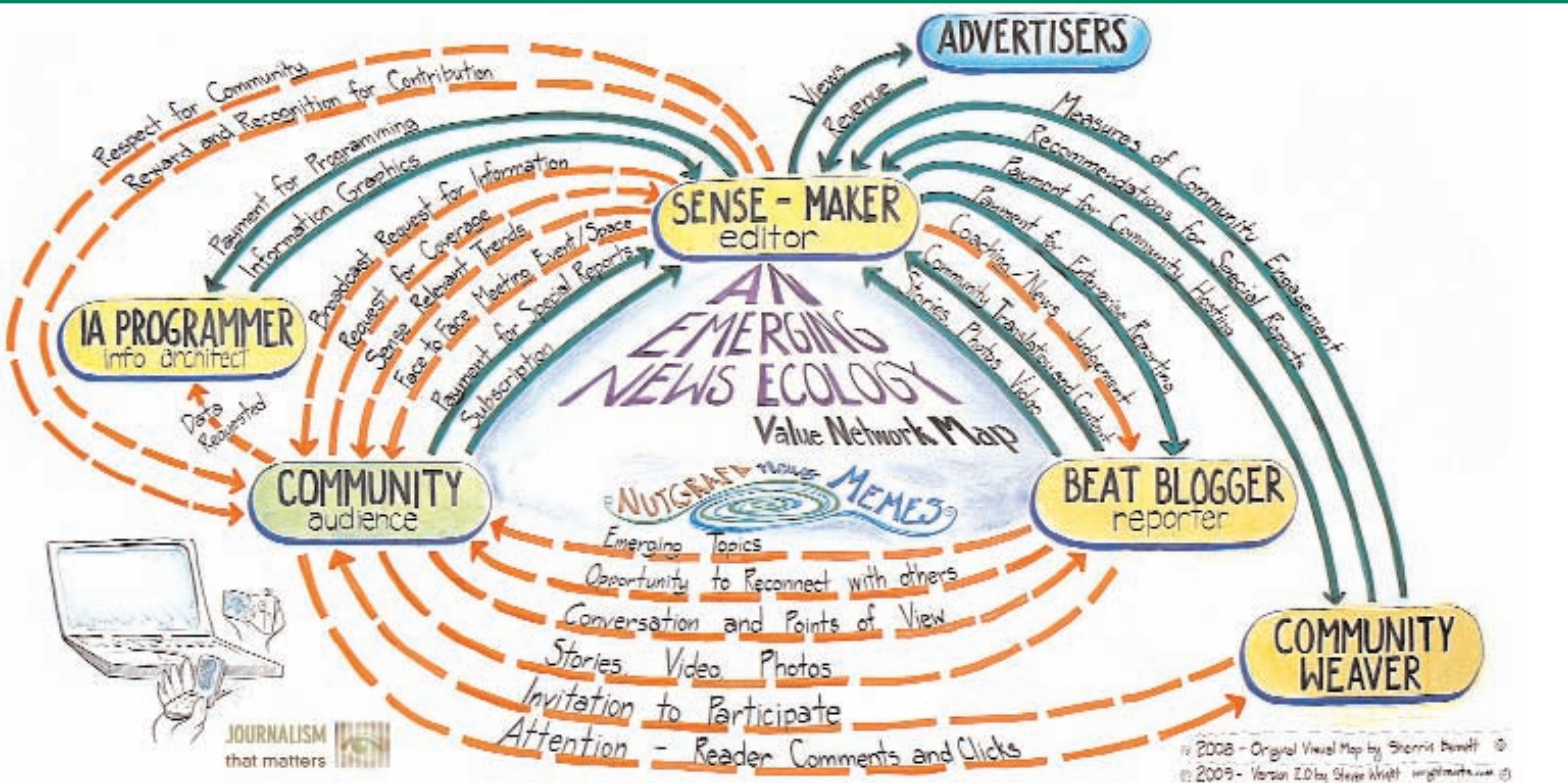 ADVERTISERS
Views
Revenue
Respect for Community
Reward and Recognition for Contribution
Payment for Programming
Information Graphics
Broadcast Request for Information
Request for Coverage
Sense Relevant Trends
Face to Face Meeting Event/Space
Payment for Special Reports
Subscription
SENSE-MAKER
editor
Measures of Community Engagement
Recommendations for Special Reports
Payment for Community Hosting
Payment for Enterprise Reporting
Coaching/News Judgement
Community Translation and Content
Stories Photos Video
IA PROGRAMMER
info architect
Data
Requested
AN
EMERGING
NEWS ECOLOGY
Value Network Map
NUTGRAFS news MEMES
COMMUNITY
audience
BEAT BLOGGER
reporter
COMMUNITY
WEAVER
Emerging Topics
Opportunity to Reconnect with others
Conversation and Points of View
Stories Video Photos
Invitation to Participate
Attention - Reader Comments and Clicks
JOURNALISM
that matters
2008 - Original Visual Map by Sherrin Bennett
2009 - Version 2.0 by Steven Wright